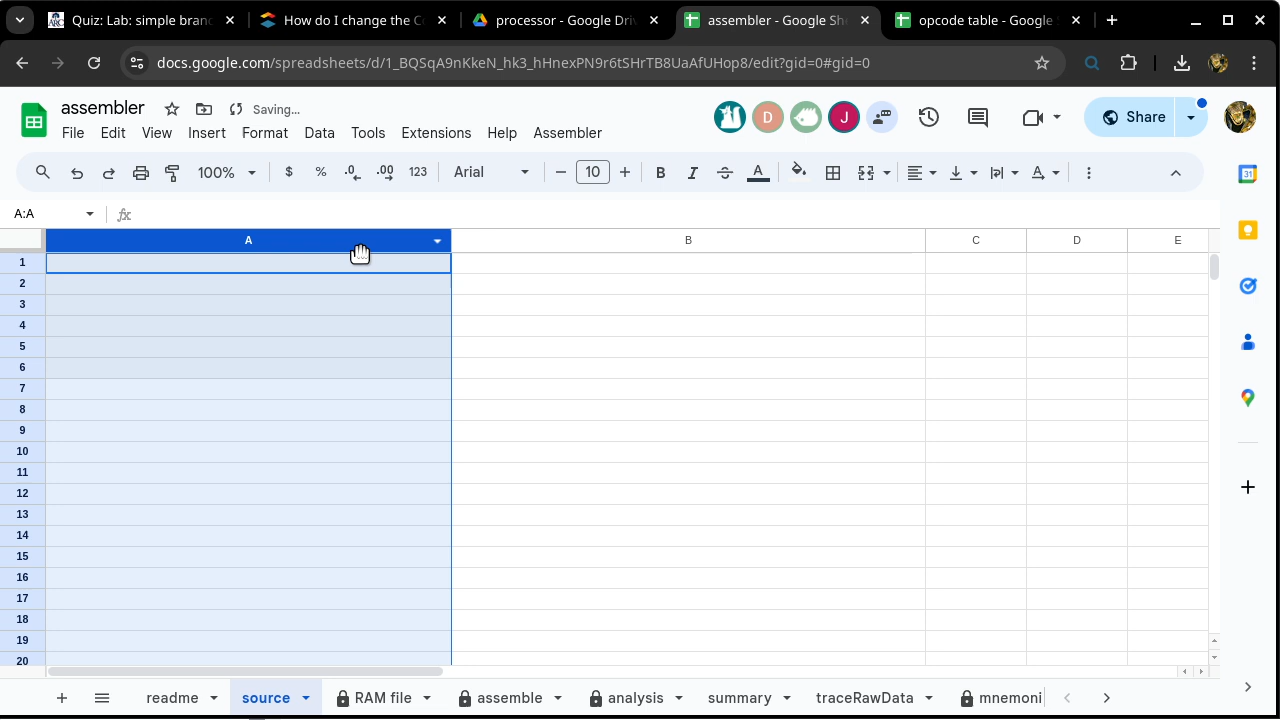 Quiz: Lab: simple bran
How do I change the C
processor - Google Driv
assembler - Google She
opcode table - Google S
docs.google.com/spreadsheets/d/1_BQSqA9nKkeN_hk3_hHnexPN9r6tSHrTB8UaAfUHop8/edit?gid=0#gid=0
assembler
Saving...
File Edit View Insert Format Data Tools Extensions Help Assembler
D
J
Share
100%
$ % .0 .00 123 Arial 10 B I S A
A:A
fx
A B C D E
1
2
3
4
5
6
7
8
9
10
11
12
13
14
15
16
17
18
19
20
readme source RAM file assemble analysis summary traceRawData mnemoni
31